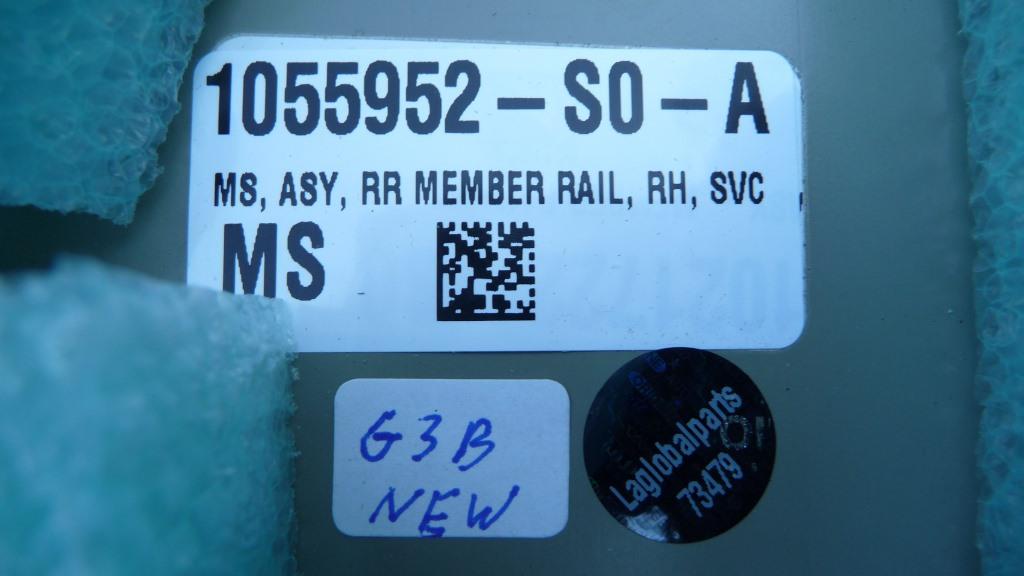 1055952-S0-A
MS, ASY, RR MEMBER RAIL, RH, SVC
MS
G3B
NEW
Laglobalparts
73479